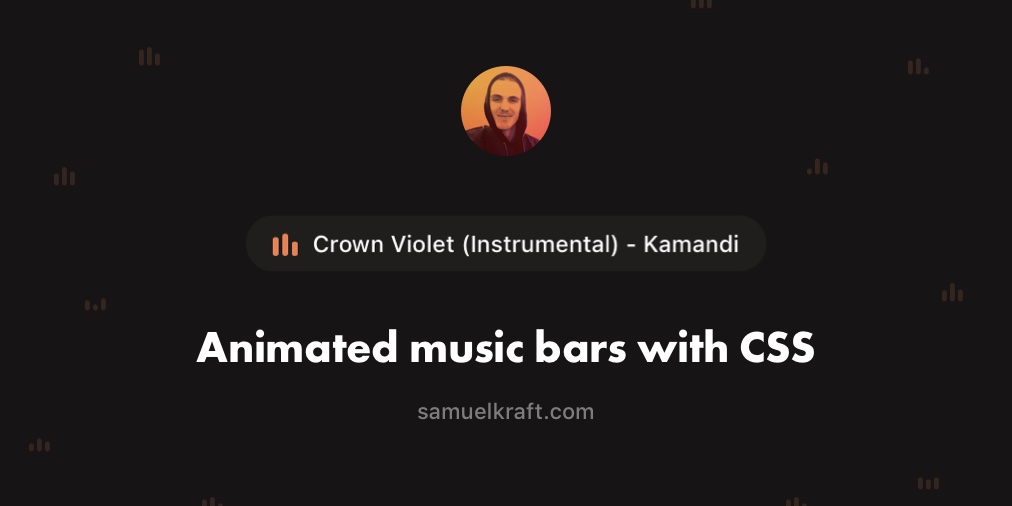 Crown Violet (Instrumental) - Kamandi
Animated music bars with CSS
samuelkraft.com